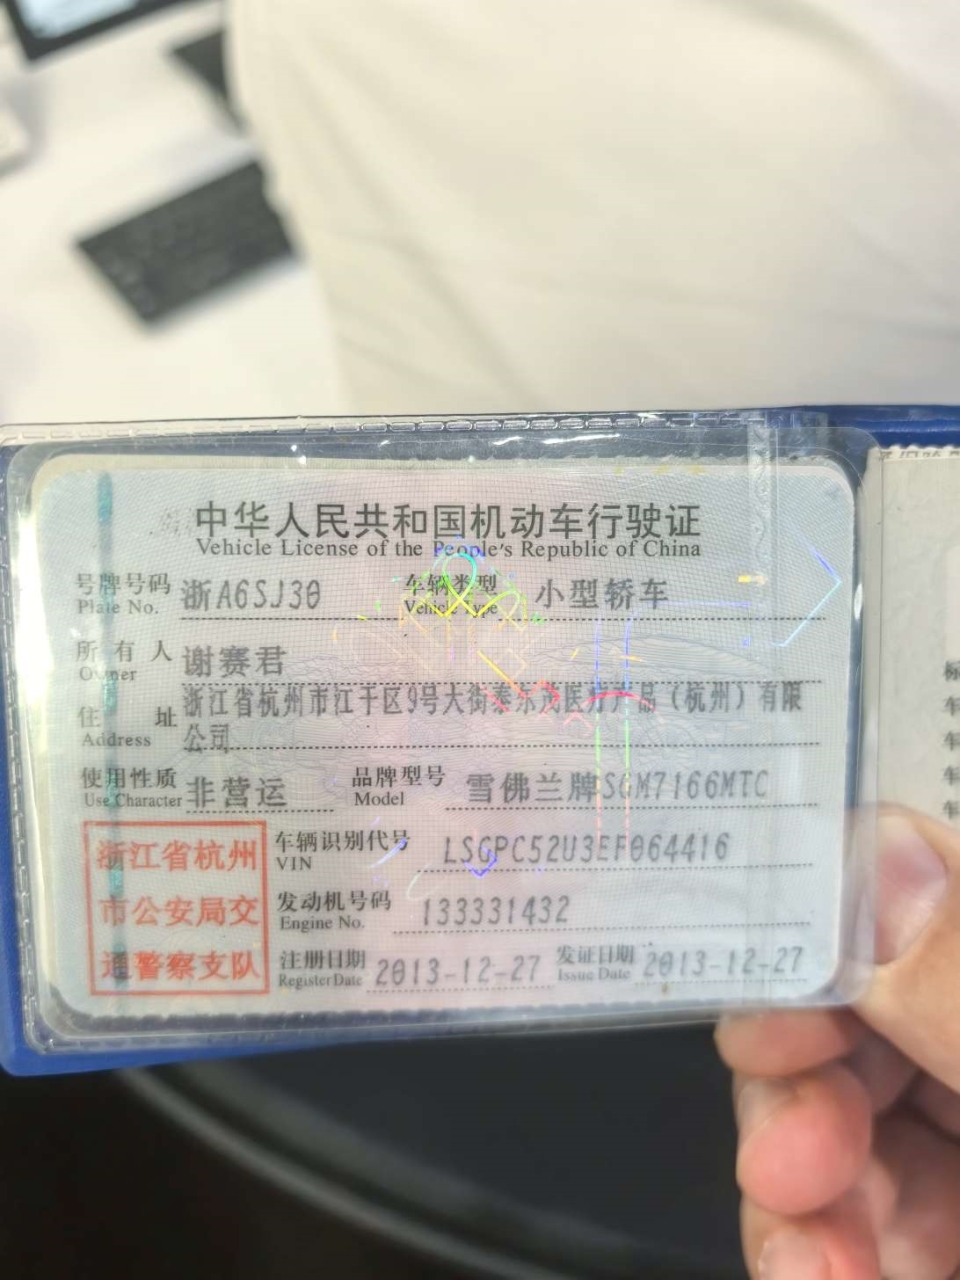 中华人民共和国机动车行驶证
Vehicle License of the People's Republic of China
号牌号码 浙A6SJ30 车辆类型 小型轿车
Plate No. Vehicle Type
所有人 谢赛君
Owner
浙江省杭州市江干区9号大街泰尔茂医疗产品（杭州）有限
住址 公司
Address
使用性质 非营运 品牌型号 雪佛兰牌SGM7166MTC
Use Character Model
浙江省杭州
市公安局交
通警察支队
车辆识别代号 LSGPC52U3EF064416
VIN
发动机号码 133331432
Engine No.
注册日期 2013-12-27 发证日期 2013-12-27
Register Date Issue Date